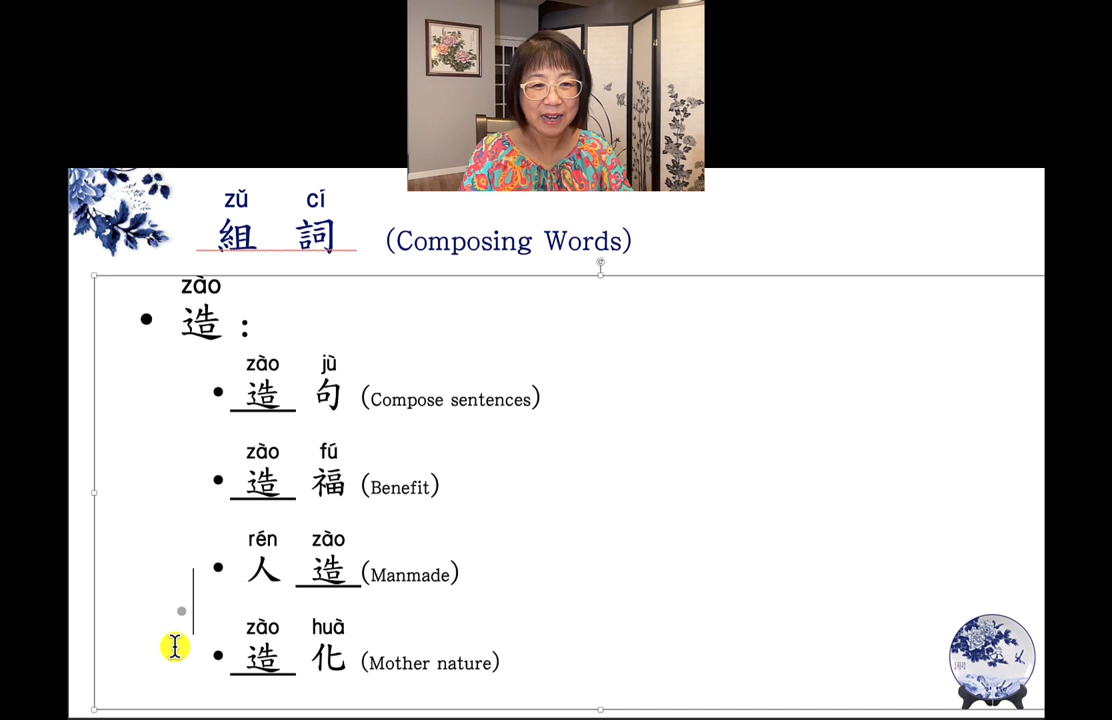 zǔ cí
組 詞 (Composing Words)
zào
• 造 :
zào jù
• 造 句 (Compose sentences)
zào fú
• 造 福 (Benefit)
rén zào
• 人 造 (Manmade)
zào huà
• 造 化 (Mother nature)